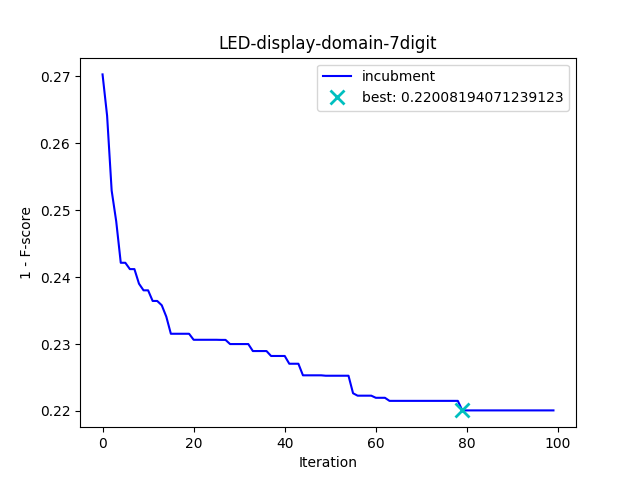 LED-display-domain-7digit
incubment
best: 0.22008194071239123
0.27
0.26
0.25
0.24
0.23
0.22
1 - F-score
0 20 40 60 80 100
Iteration